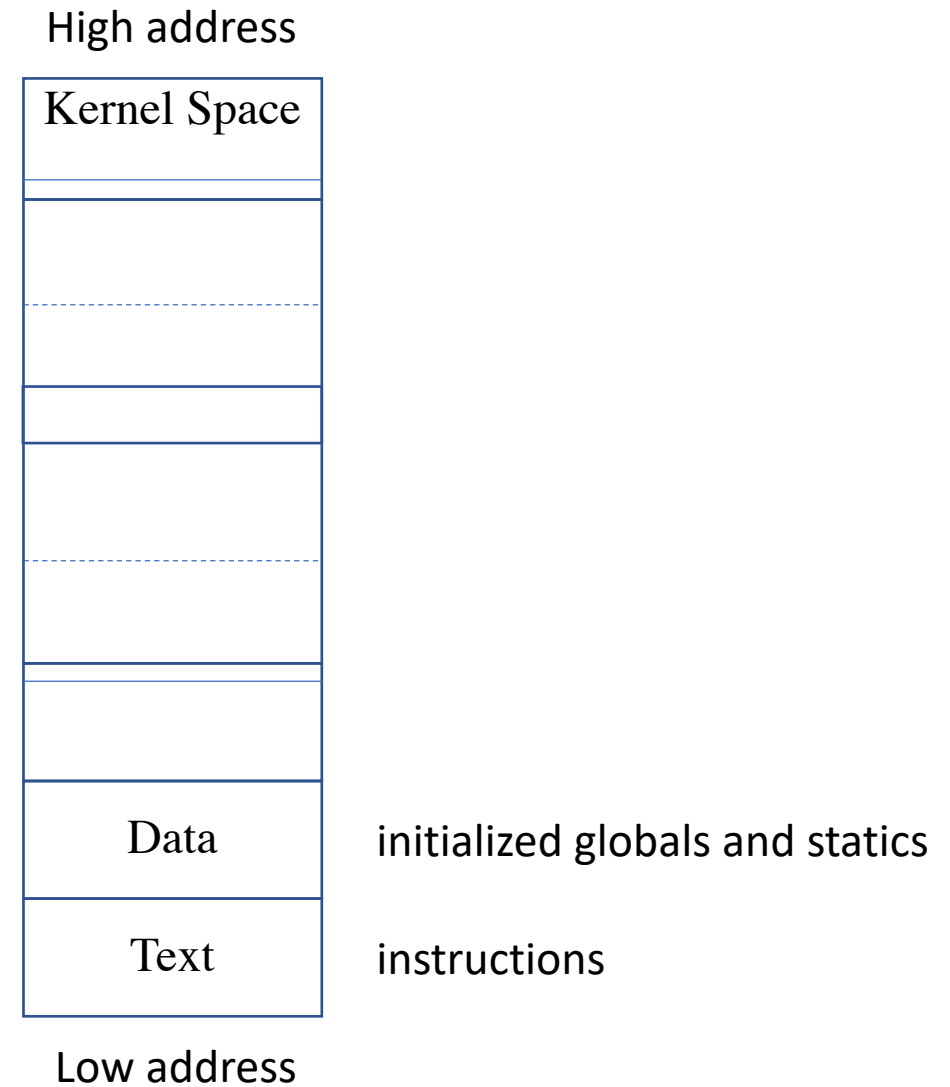 High address
Kernel Space
Data
initialized globals and statics
Text
instructions
Low address